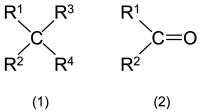 R¹ R³ R¹
C C=O
R² R⁴ R²
(1) (2)